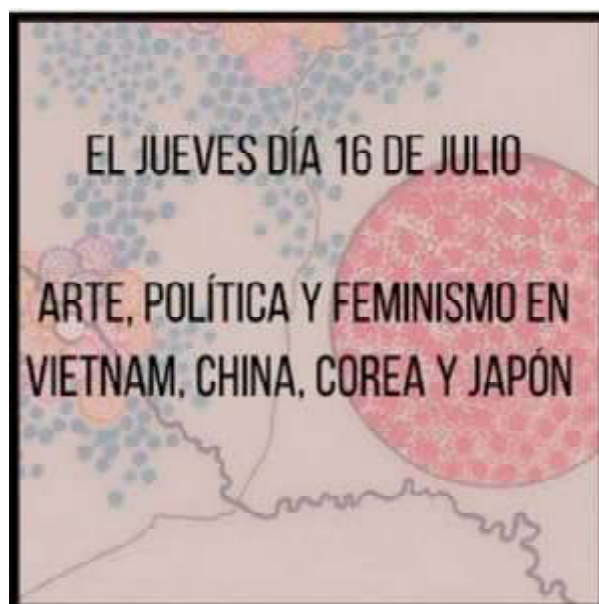 EL JUEVES DÍA 16 DE JULIO
ARTE, POLÍTICA Y FEMINISMO EN
VIETNAM, CHINA, COREA Y JAPÓN